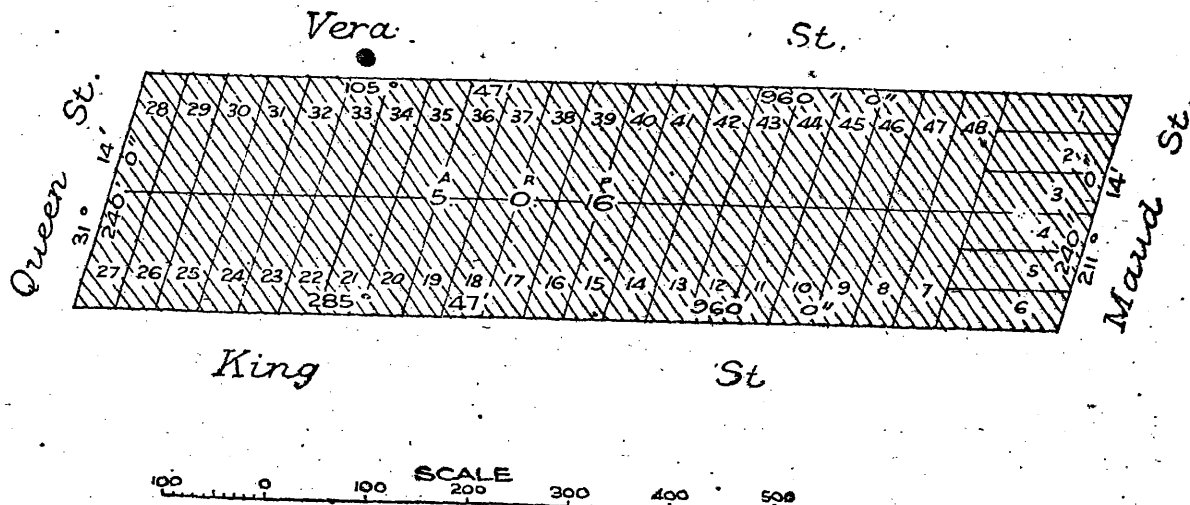 Vera St.
105° 47' 960' 0"
28 29 30 31 32 33 34 35 36 37 38 39 40 41 42 43 44 45 46 47 48 1
2
3
A R P
5 0 16
4
5
6
27 26 25 24 23 22 21 20 19 18 17 16 15 14 13 12 11 10 9 8 7
285° 47' 960' 0"
Queen St.
31° 14'
240' 0"
Maud St
211° 14'
240' 0"
King St
SCALE
100 0 100 200 300 400 500